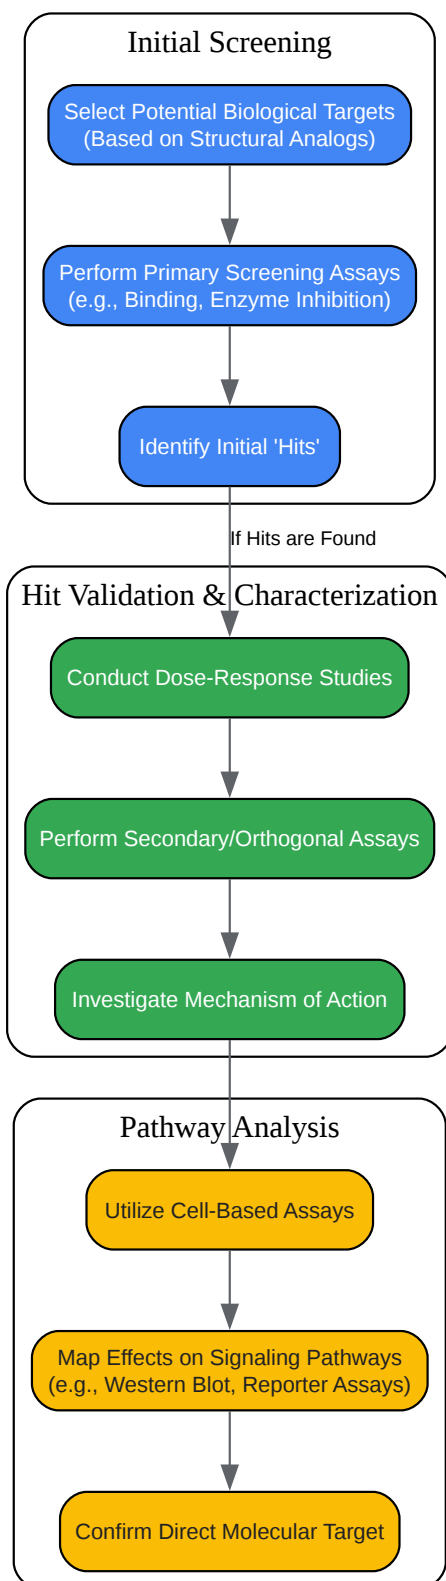 Initial Screening
Select Potential Biological Targets
(Based on Structural Analogs)
Perform Primary Screening Assays
(e.g., Binding, Enzyme Inhibition)
Identify Initial 'Hits'
If Hits are Found
Hit Validation & Characterization
Conduct Dose-Response Studies
Perform Secondary/Orthogonal Assays
Investigate Mechanism of Action
Pathway Analysis
Utilize Cell-Based Assays
Map Effects on Signaling Pathways
(e.g., Western Blot, Reporter Assays)
Confirm Direct Molecular Target